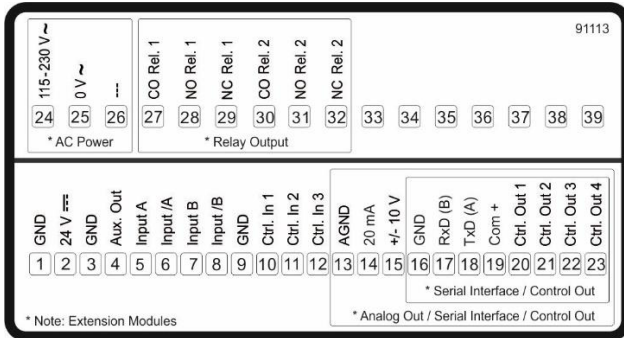 91113
115-230 V ~
0 V ~
---
CO Rel. 1
NO Rel. 1
NC Rel. 1
CO Rel. 2
NO Rel. 2
NC Rel. 2
24 25 26 27 28 29 30 31 32 33 34 35 36 37 38 39
* AC Power
* Relay Output
GND
24 V ⎓
GND
Aux. Out
Input A
Input /A
Input B
Input /B
GND
Ctrl. In 1
Ctrl. In 2
Ctrl. In 3
AGND
20 mA
+/- 10 V
GND
RxD (B)
TxD (A)
Com +
Ctrl. Out 1
Ctrl. Out 2
Ctrl. Out 3
Ctrl. Out 4
1 2 3 4 5 6 7 8 9 10 11 12 13 14 15 16 17 18 19 20 21 22 23
* Serial Interface / Control Out
* Note: Extension Modules
* Analog Out / Serial Interface / Control Out